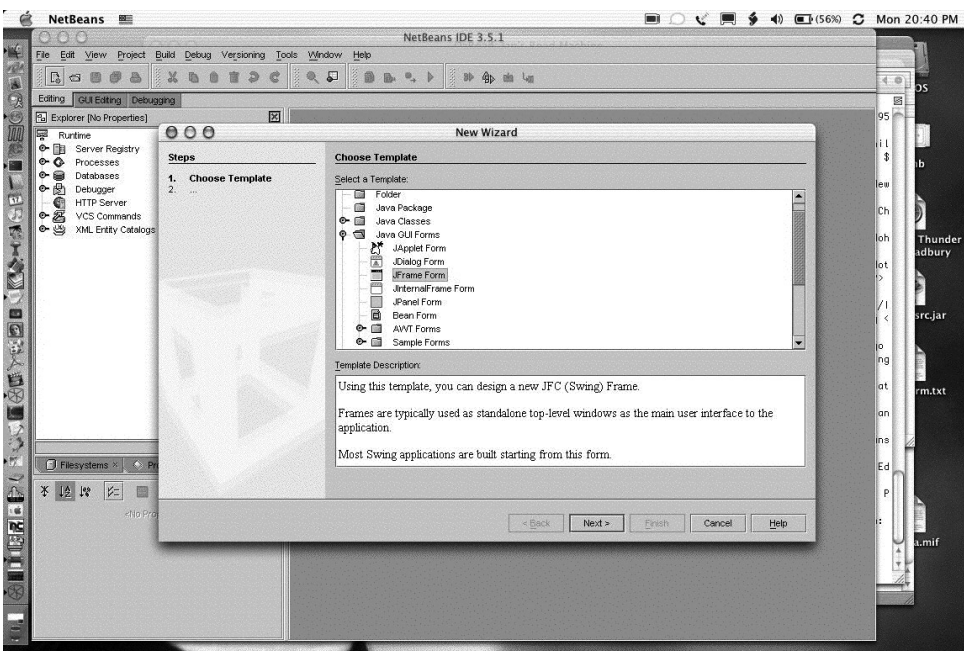 NetBeans
(56%)
Mon 20:40 PM
NetBeans IDE 3.5.1
File Edit View Project Build Debug Versioning Tools Window Help
Editing GUI Editing Debugging
Explorer [No Properties]
Runtime
Server Registry
Processes
Databases
Debugger
HTTP Server
VCS Commands
XML Entity Catalogs
Filesystems
<No Pro
New Wizard
Steps
1. Choose Template
2. ...
Choose Template
Select a Template:
Folder
Java Package
Java Classes
Java GUI Forms
JApplet Form
JDialog Form
JFrame Form
JInternalFrame Form
JPanel Form
Bean Form
AWT Forms
Sample Forms
Template Description:
Using this template, you can design a new JFC (Swing) Frame.
Frames are typically used as standalone top-level windows as the main user interface to the
application.
Most Swing applications are built starting from this form.
< Back Next > Finish Cancel Help
OS
Thunder
adbury
src.jar
rm.txt
a.mif